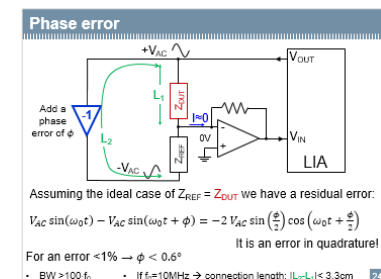 Phase error
+VAC
VOUT
L1
ZDUT
Add a
phase
error of ϕ
-1
I≈0
0V
L2
VIN
-VAC
ZREF
LIA
Assuming the ideal case of ZREF = ZDUT we have a residual error:
VAC sin(ω0t) − VAC sin(ω0t + ϕ) = −2 VAC sin(ϕ/2) cos(ω0t + ϕ/2)
It is an error in quadrature!
For an error <1% → ϕ < 0.6°
• BW >100·f0 • If f0=10MHz → connection length: |L2-L1|< 3.3cm